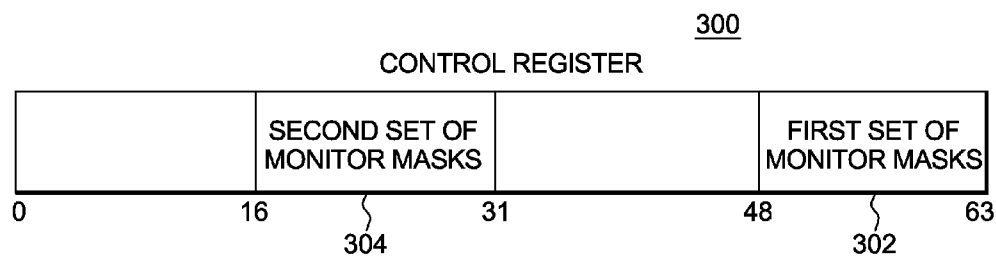 300
CONTROL REGISTER
SECOND SET OF
MONITOR MASKS
FIRST SET OF
MONITOR MASKS
0 16 31 48 63
304 302